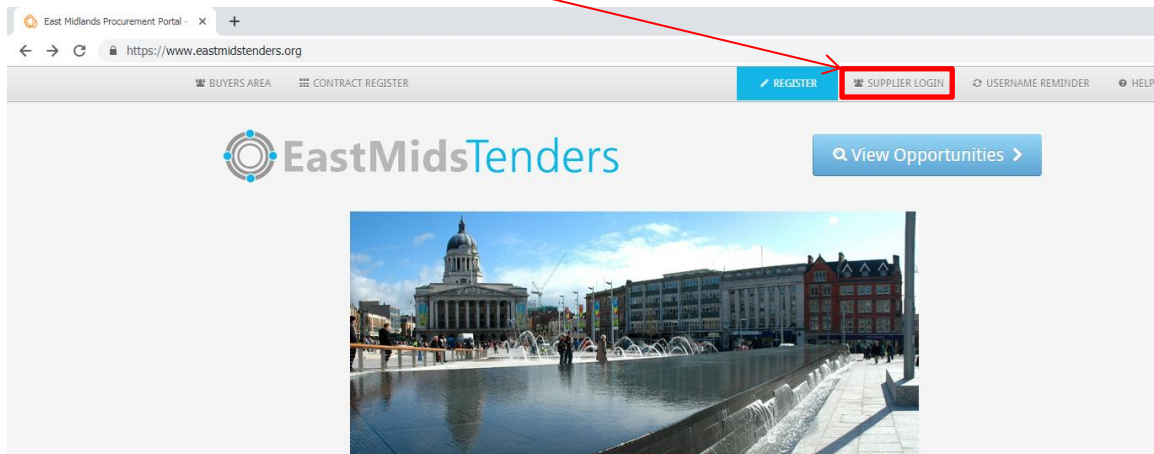 East Midlands Procurement Portal -
https://www.eastmidstenders.org
BUYERS AREA CONTRACT REGISTER REGISTER SUPPLIER LOGIN USERNAME REMINDER HELP
EastMidsTenders
View Opportunities